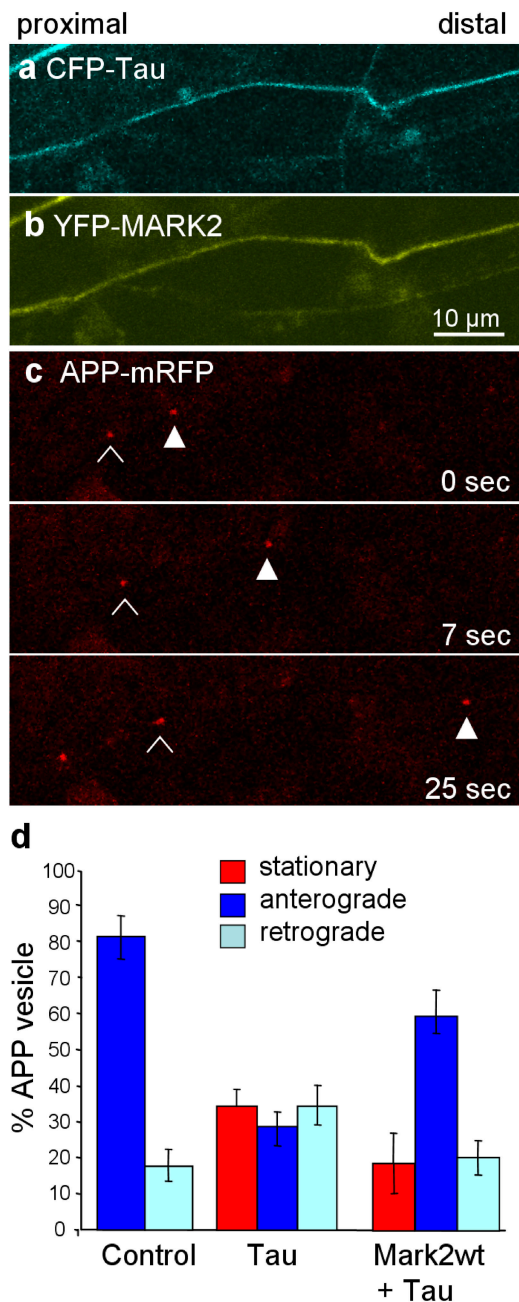 proximal distal
a CFP-Tau
b YFP-MARK2
10 µm
c APP-mRFP
0 sec
7 sec
25 sec
d
% APP vesicle
100
90
80
70
60
50
40
30
20
10
0
stationary
anterograde
retrograde
Control Tau Mark2wt
+ Tau